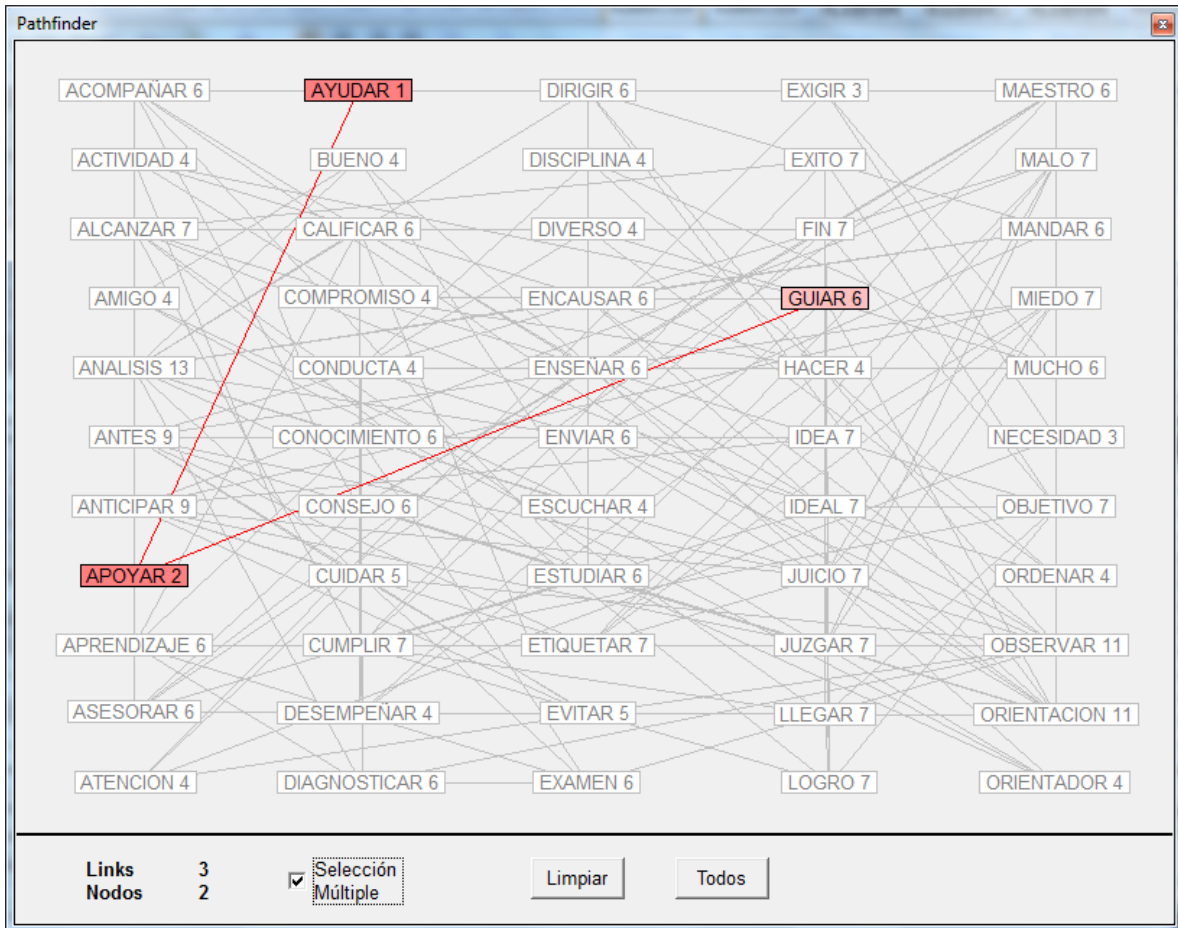 Pathfinder
ACOMPAÑAR 6 AYUDAR 1 DIRIGIR 6 EXIGIR 3 MAESTRO 6
ACTIVIDAD 4 BUENO 4 DISCIPLINA 4 EXITO 7 MALO 7
ALCANZAR 7 CALIFICAR 6 DIVERSO 4 FIN 7 MANDAR 6
AMIGO 4 COMPROMISO 4 ENCAUSAR 6 GUIAR 6 MIEDO 7
ANALISIS 13 CONDUCTA 4 ENSEÑAR 6 HACER 4 MUCHO 6
ANTES 9 CONOCIMIENTO 6 ENVIAR 6 IDEA 7 NECESIDAD 3
ANTICIPAR 9 CONSEJO 6 ESCUCHAR 4 IDEAL 7 OBJETIVO 7
APOYAR 2 CUIDAR 5 ESTUDIAR 6 JUICIO 7 ORDENAR 4
APRENDIZAJE 6 CUMPLIR 7 ETIQUETAR 7 JUZGAR 7 OBSERVAR 11
ASESORAR 6 DESEMPEÑAR 4 EVITAR 5 LLEGAR 7 ORIENTACION 11
ATENCION 4 DIAGNOSTICAR 6 EXAMEN 6 LOGRO 7 ORIENTADOR 4
Links 3
Nodos 2
Selección
Múltiple
Limpiar
Todos